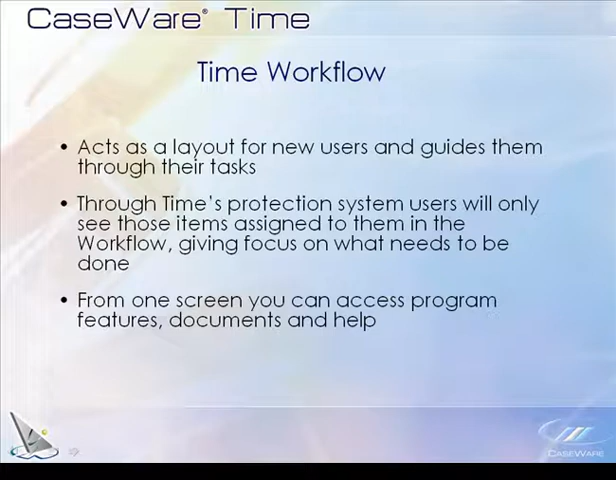 CaseWare® Time
Time Workflow
• Acts as a layout for new users and guides them
through their tasks
• Through Time's protection system users will only
see those items assigned to them in the
Workflow, giving focus on what needs to be
done
• From one screen you can access program
features, documents and help
CASEWARE